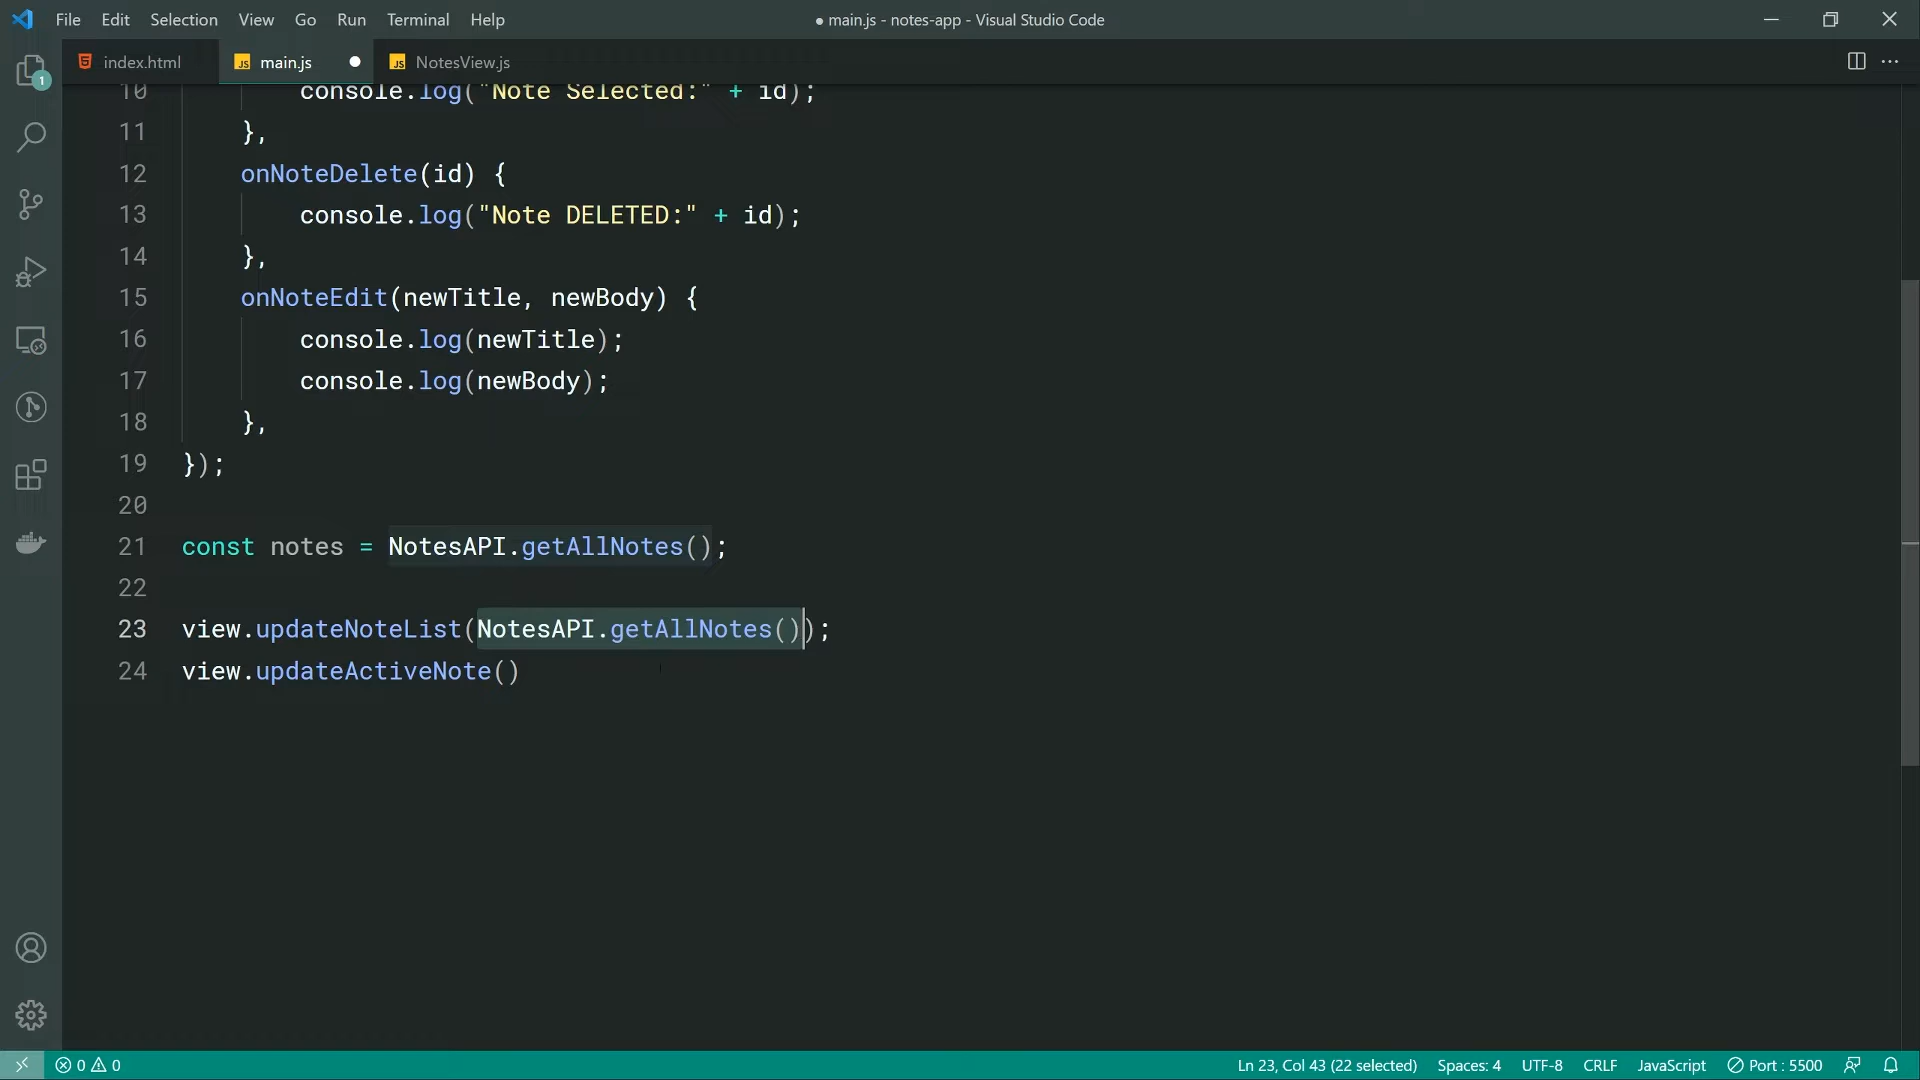 File Edit Selection View Go Run Terminal Help
● main.js - notes-app - Visual Studio Code
1
index.html
JS main.js ●
JS NotesView.js
10 console.log("Note Selected:" + id);
11 },
12 onNoteDelete(id) {
13 console.log("Note DELETED:" + id);
14 },
15 onNoteEdit(newTitle, newBody) {
16 console.log(newTitle);
17 console.log(newBody);
18 },
19 });
20
21 const notes = NotesAPI.getAllNotes();
22
23 view.updateNoteList(NotesAPI.getAllNotes());
24 view.updateActiveNote()
0 0
Ln 23, Col 43 (22 selected) Spaces: 4 UTF-8 CRLF JavaScript Port : 5500